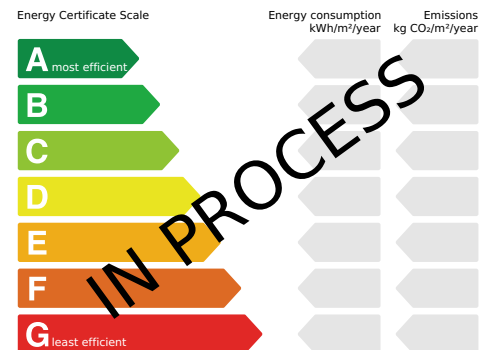 Energy Certificate Scale
Energy consumption
kWh/m²/year
Emissions
kg CO₂/m²/year
A most efficient
B
C
D
E
F
G least efficient
IN PROCESS